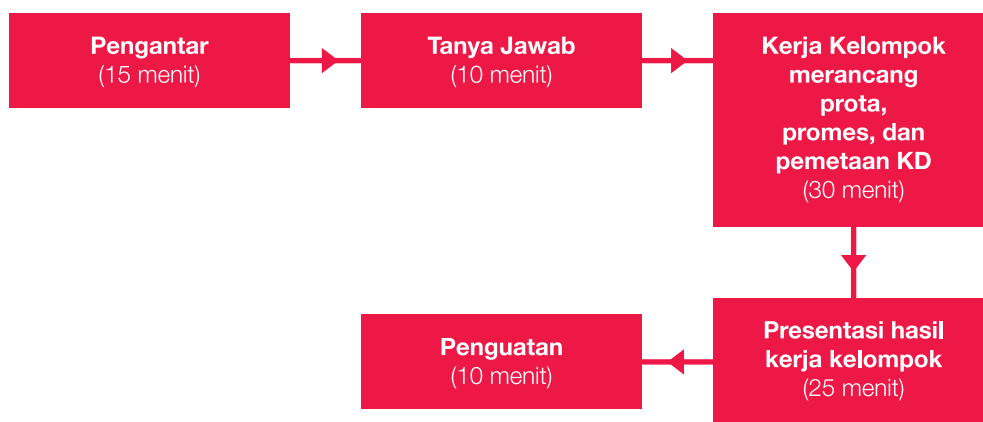 Pengantar
(15 menit)
Tanya Jawab
(10 menit)
Kerja Kelompok
merancang
prota,
promes, dan
pemetaan KD
(30 menit)
Presentasi hasil
kerja kelompok
(25 menit)
Penguatan
(10 menit)